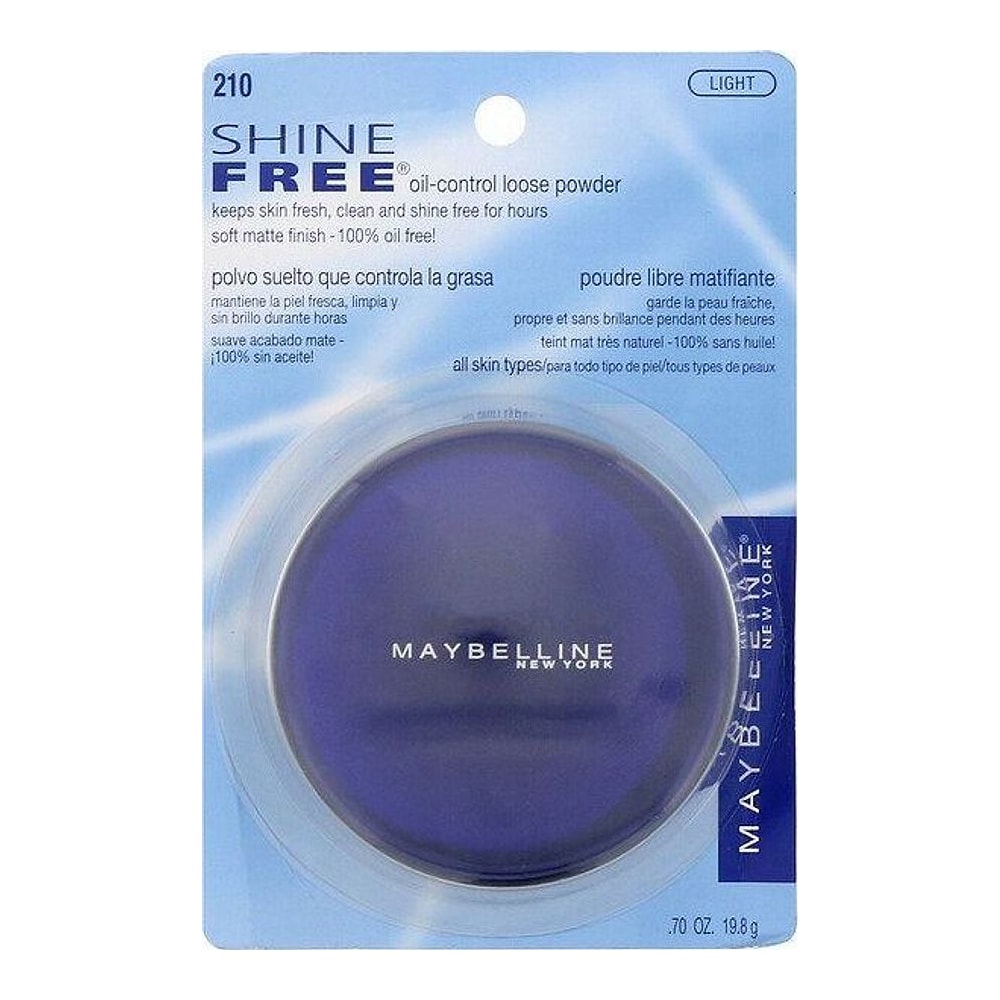 210
LIGHT
SHINE
FREE® oil-control loose powder
keeps skin fresh, clean and shine free for hours
soft matte finish - 100% oil free!
polvo suelto que controla la grasa
mantiene la piel fresca, limpia y
sin brillo durante horas
suave acabado mate -
¡100% sin aceite!
poudre libre matifiante
garde la peau fraîche,
propre et sans brillance pendant des heures
teint mat très naturel -100% sans huile!
all skin types/para todo tipo de piel/tous types de peaux
MAYBELLINE
NEW YORK
MAYBELLINE®
NEW YORK
.70 OZ. 19.8 g